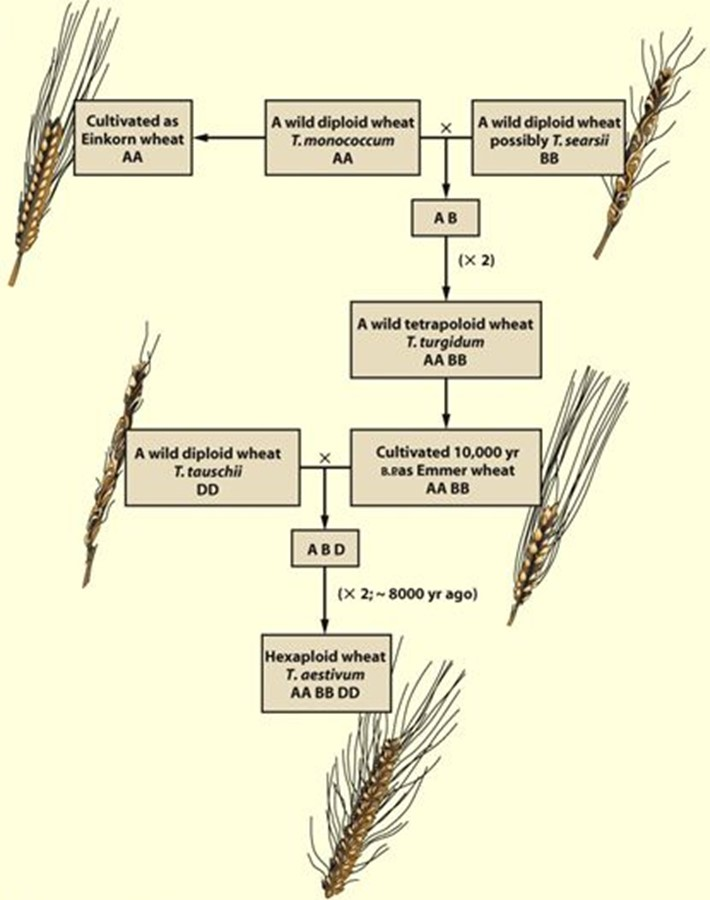 Cultivated as
Einkorn wheat
AA
A wild diploid wheat
T. monococcum
AA
×
A wild diploid wheat
possibly T. searsii
BB
A B
(× 2)
A wild tetrapoloid wheat
T. turgidum
AA BB
A wild diploid wheat
T. tauschii
DD
×
Cultivated 10,000 yr
B.P.as Emmer wheat
AA BB
A B D
(× 2; ~ 8000 yr ago)
Hexaploid wheat
T. aestivum
AA BB DD